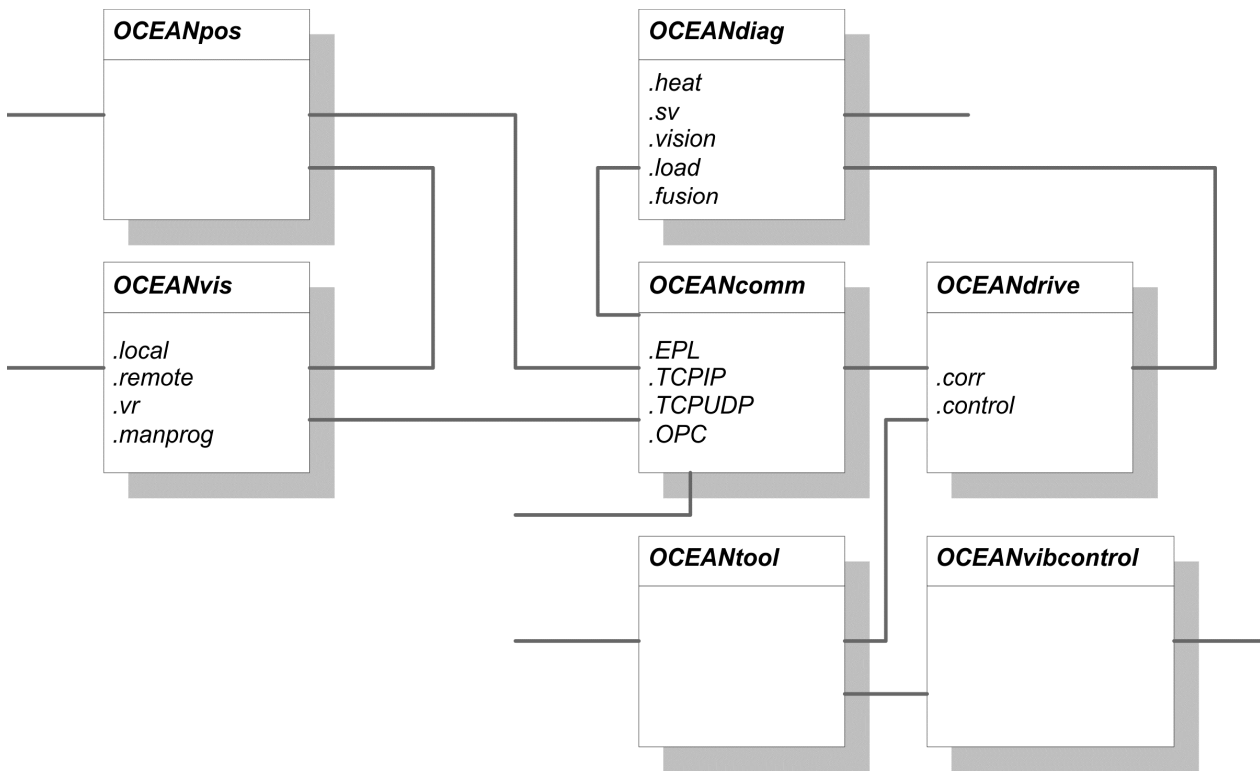 OCEANpos
OCEANdiag
.heat
.sv
.vision
.load
.fusion
OCEANvis
.local
.remote
.vr
.manprog
OCEANcomm
.EPL
.TCPIP
.TCPUDP
.OPC
OCEANdrive
.corr
.control
OCEANtool
OCEANvibcontrol